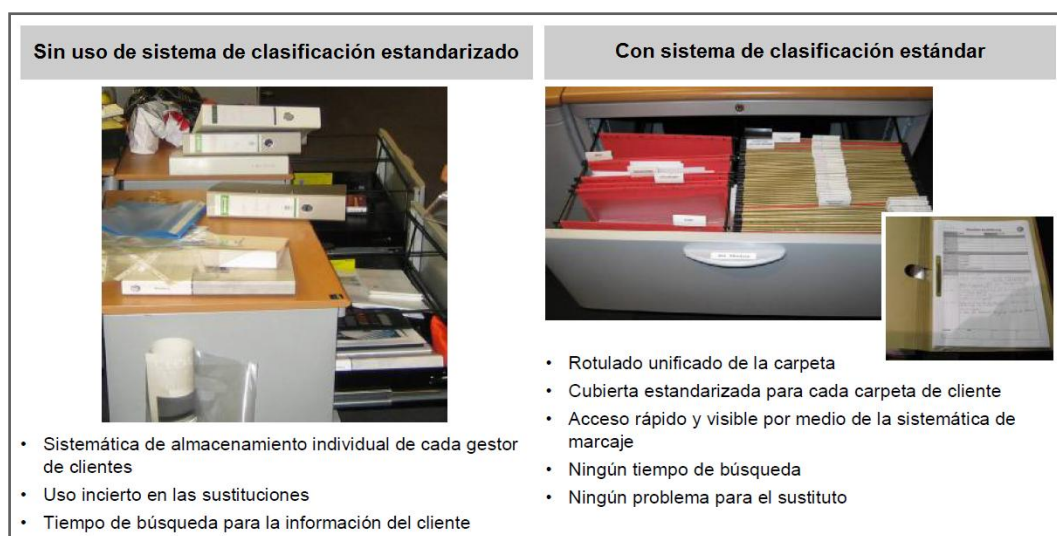 Sin uso de sistema de clasificación estandarizado
Con sistema de clasificación estándar
• Sistemática de almacenamiento individual de cada gestor
de clientes
• Uso incierto en las sustituciones
• Tiempo de búsqueda para la información del cliente
• Rotulado unificado de la carpeta
• Cubierta estandarizada para cada carpeta de cliente
• Acceso rápido y visible por medio de la sistemática de
marcaje
• Ningún tiempo de búsqueda
• Ningún problema para el sustituto